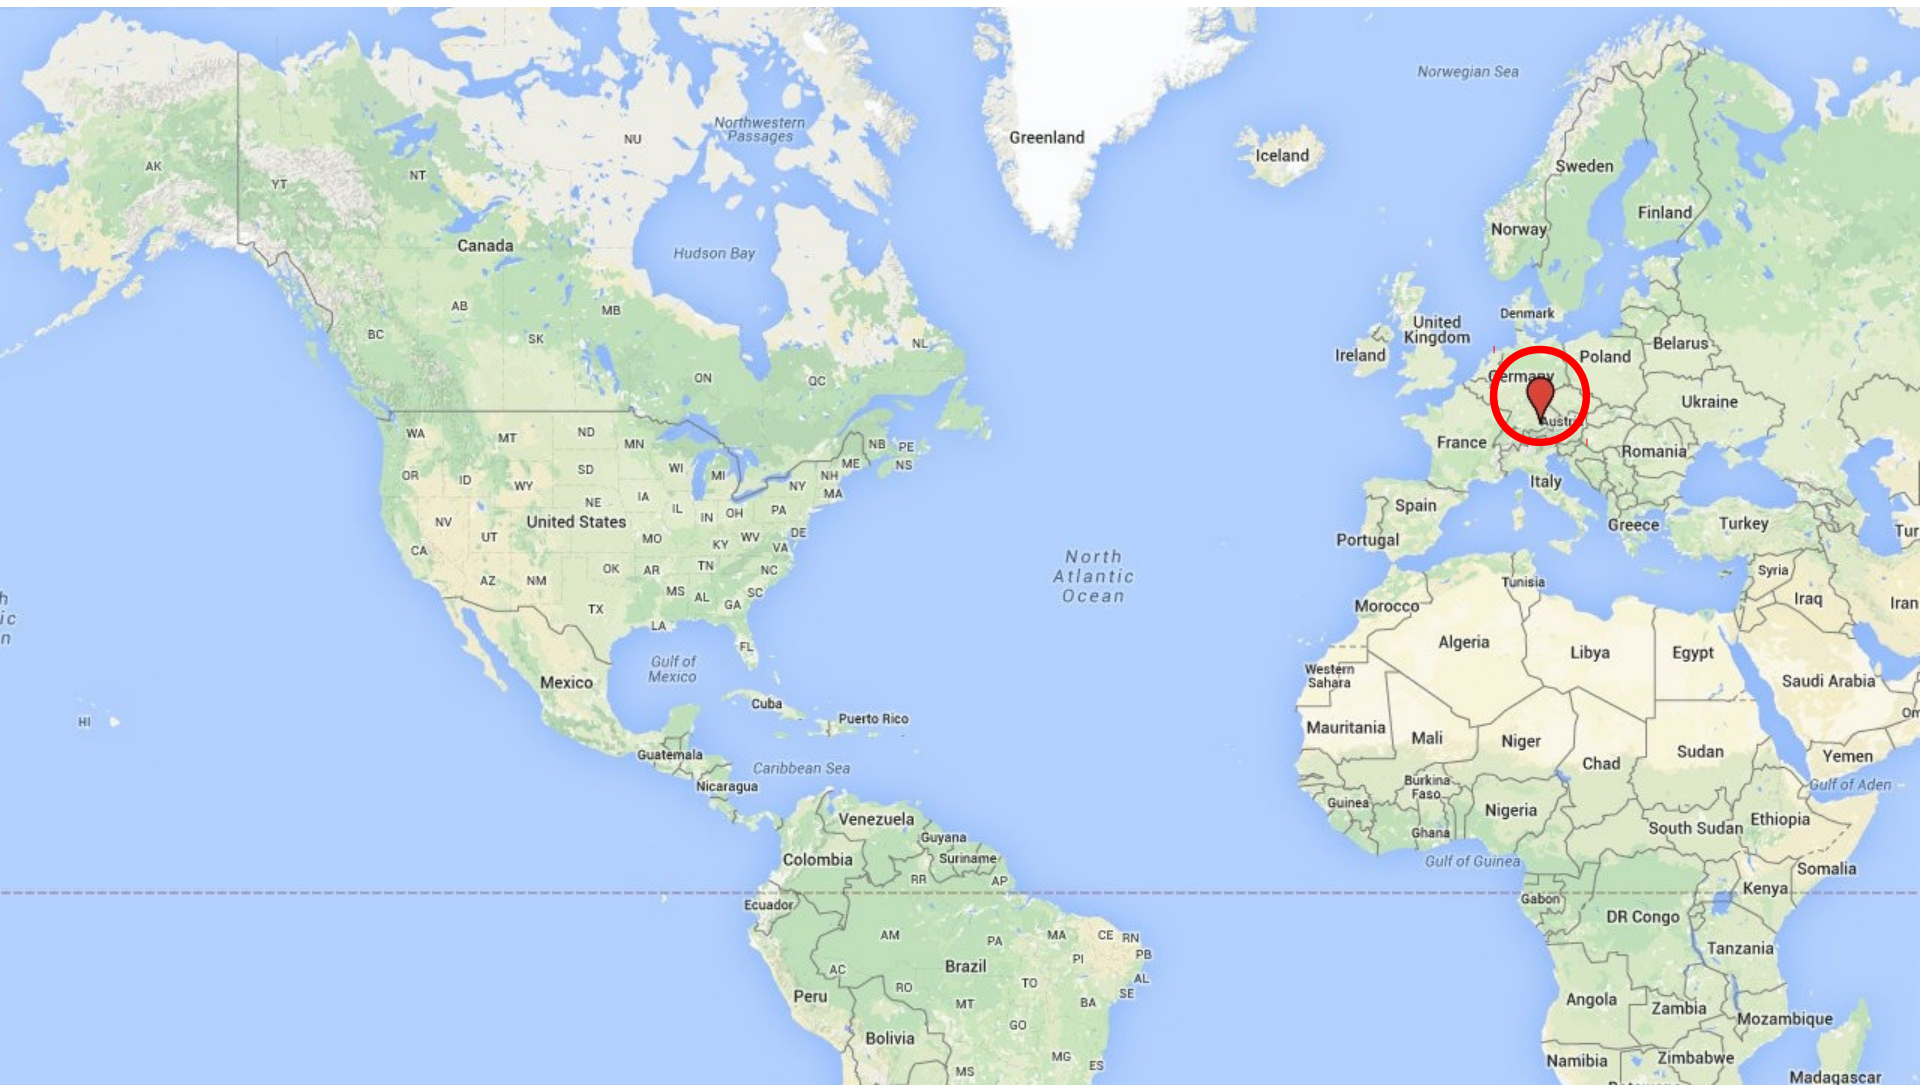 Norwegian Sea
Greenland
Northwestern
Passages
NU
Iceland
AK
YT
NT
Sweden
Finland
Norway
Canada
Hudson Bay
AB
MB
BC
SK
NL
Denmark
United
Kingdom
Ireland
Belarus
Poland
Germany
ON
QC
Ukraine
Austr
WA
MT
ND
MN
NB
PE
France
Romania
OR
ID
WY
SD
WI
MI
ME
NS
NH
NY
MA
Italy
NE
IA
IL
IN
OH
PA
Spain
NV
United States
Greece
Turkey
Tur
UT
MO
KY
WV
DE
VA
Portugal
CA
North
Atlantic
Ocean
OK
AR
TN
NC
Syria
AZ
NM
Tunisia
MS
AL
SC
GA
TX
Morocco
Iraq
Iran
h
ic
n
LA
FL
Algeria
Libya
Egypt
Gulf of
Mexico
Western
Sahara
Mexico
Saudi Arabia
Cuba
Om
HI
Puerto Rico
Mauritania
Mali
Niger
Sudan
Yemen
Guatemala
Caribbean Sea
Chad
Nicaragua
Burkina
Faso
Gulf of Aden
Guinea
Nigeria
Venezuela
Ethiopia
South Sudan
Ghana
Guyana
Colombia
Suriname
Gulf of Guinea
Somalia
RR
AP
Kenya
Ecuador
Gabon
DR Congo
AM
PA
MA
CE
RN
PB
Tanzania
PI
Brazil
AC
AL
TO
RO
SE
Peru
MT
BA
Angola
Zambia
Mozambique
GO
Bolivia
MG
ES
MS
Namibia
Zimbabwe
Madagascar